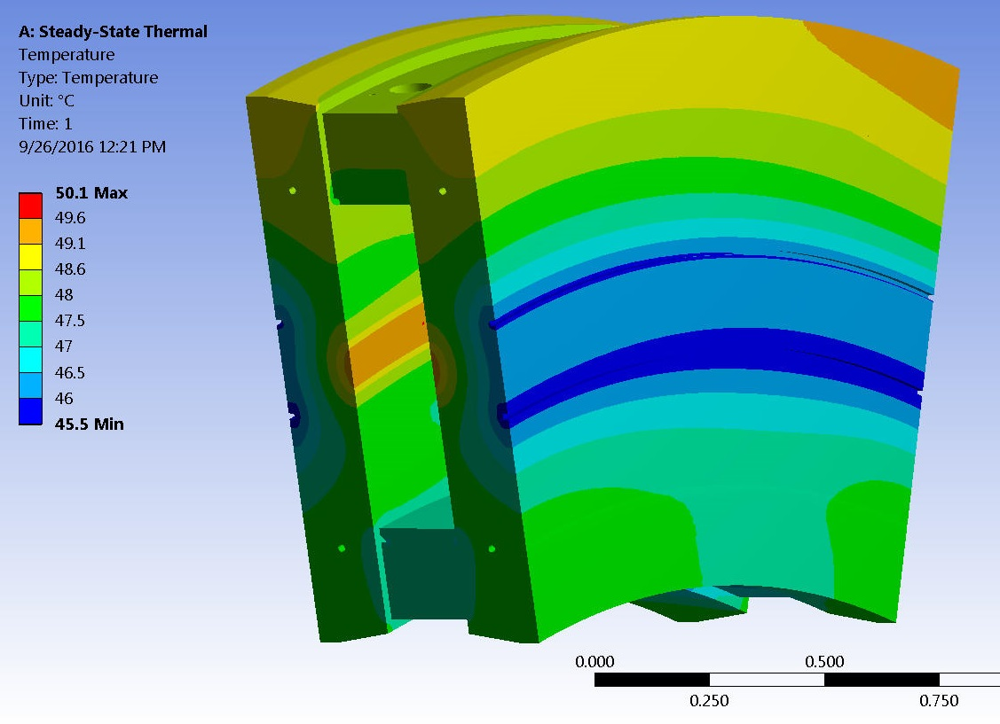 A: Steady-State Thermal
Temperature
Type: Temperature
Unit: °C
Time: 1
9/26/2016 12:21 PM
50.1 Max
49.6
49.1
48.6
48
47.5
47
46.5
46
45.5 Min
0.000 0.500
0.250 0.750